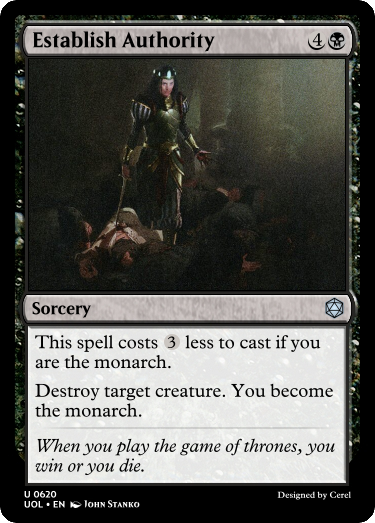 Establish Authority 4
Sorcery
This spell costs 3 less to cast if you
are the monarch.
Destroy target creature. You become
the monarch.
When you play the game of thrones, you
win or you die.
U 0620
UOL • EN John Stanko
Designed by Cerel